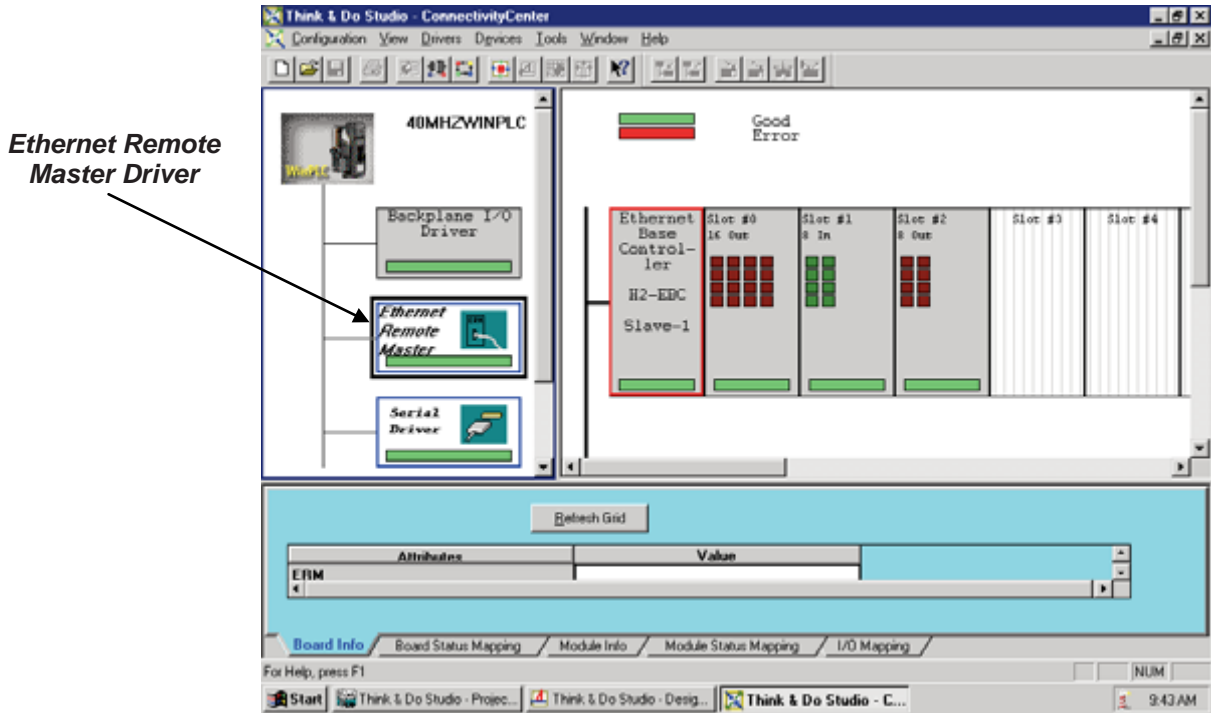 Think & Do Studio - ConnectivityCenter
Configuration View Drivers Devices Tools Window Help
Ethernet Remote
Master Driver
WinPLC
40MHZWINPLC
Backplane I/O
Driver
Ethernet
Remote
Master
Serial
Driver
Good
Error
Ethernet
Base
Control-
ler
H2-EBC
Slave-1
Slot #0
16 Out
Slot #1
8 In
Slot #2
8 Out
Slot #3
Slot #4
Refresh Grid
Attributes Value
ERM
Board Info Board Status Mapping Module Info Module Status Mapping I/O Mapping
For Help, press F1
NUM
Start Think & Do Studio - Projec... Think & Do Studio - Desig... Think & Do Studio - C... 9:43 AM